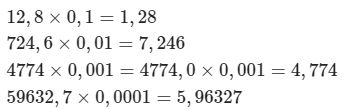 12,8 × 0,1 = 1,28
724,6 × 0,01 = 7,246
4774 × 0,001 = 4774,0 × 0,001 = 4,774
59632,7 × 0,0001 = 5,96327